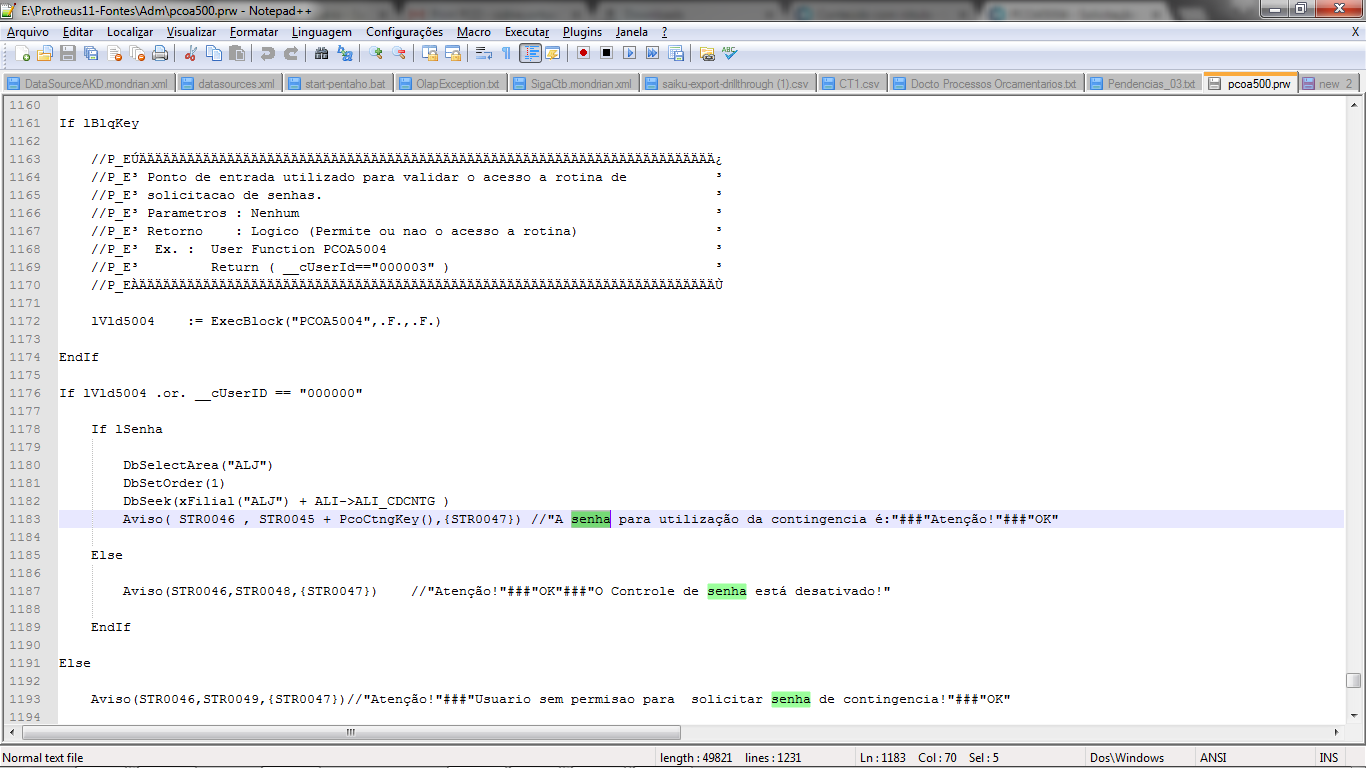 E:\Protheus11-Fontes\Adm\pcoa500.prw - Notepad++
Arquivo Editar Localizar Visualizar Formatar Linguagem Configurações Macro Executar Plugins Janela ? X
DataSourceAKD.mondrian.xml datasources.xml start-pentaho.bat OlapException.txt SigaCtb.mondrian.xml saiku-export-drillthrough (1).csv CT1.csv Docto Processos Orcamentarios.txt Pendencias_03.txt pcoa500.prw new 2
1160
1161 If lBlqKey
1162
1163 //P_EÚÄÄÄÄÄÄÄÄÄÄÄÄÄÄÄÄÄÄÄÄÄÄÄÄÄÄÄÄÄÄÄÄÄÄÄÄÄÄÄÄÄÄÄÄÄÄÄÄÄÄÄÄÄÄÄÄÄÄÄÄÄÄÄÄÄÄÄÄÄÄÄÄ¿
1164 //P_E³ Ponto de entrada utilizado para validar o acesso a rotina de ³
1165 //P_E³ solicitacao de senhas. ³
1166 //P_E³ Parametros : Nenhum ³
1167 //P_E³ Retorno : Logico (Permite ou nao o acesso a rotina) ³
1168 //P_E³ Ex. : User Function PCOA5004 ³
1169 //P_E³ Return ( __cUserId=="000003" ) ³
1170 //P_EÀÄÄÄÄÄÄÄÄÄÄÄÄÄÄÄÄÄÄÄÄÄÄÄÄÄÄÄÄÄÄÄÄÄÄÄÄÄÄÄÄÄÄÄÄÄÄÄÄÄÄÄÄÄÄÄÄÄÄÄÄÄÄÄÄÄÄÄÄÄÄÄÄÙ
1171
1172 lVld5004 := ExecBlock("PCOA5004",.F.,.F.)
1173
1174 EndIf
1175
1176 If lVld5004 .or. __cUserID == "000000"
1177
1178 If lSenha
1179
1180 DbSelectArea("ALJ")
1181 DbSetOrder(1)
1182 DbSeek(xFilial("ALJ") + ALI->ALI_CDCNTG )
1183 Aviso( STR0046 , STR0045 + PcoCtngKey(),{STR0047}) //"A senha para utilização da contingencia é:"###"Atenção!"###"OK"
1184
1185 Else
1186
1187 Aviso(STR0046,STR0048,{STR0047}) //"Atenção!"###"OK"###"O Controle de senha está desativado!"
1188
1189 EndIf
1190
1191 Else
1192
1193 Aviso(STR0046,STR0049,{STR0047})//"Atenção!"###"Usuario sem permisao para  solicitar senha de contingencia!"###"OK"
1194
Normal text file length : 49821 lines : 1231 Ln : 1183 Col : 70 Sel : 5 Dos\Windows ANSI INS